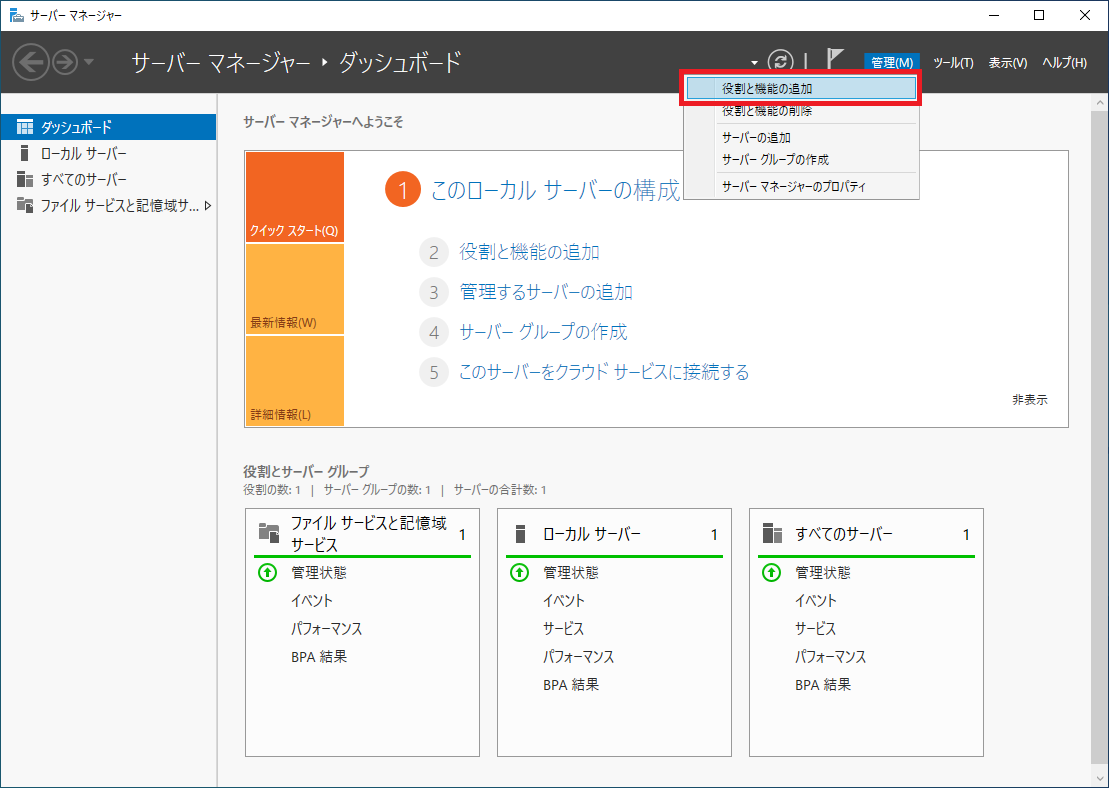 サーバー マネージャー
サーバー マネージャー ‣ ダッシュボード
管理(M) ツール(T) 表示(V) ヘルプ(H)
役割と機能の追加
役割と機能の削除
サーバーの追加
サーバー グループの作成
サーバー マネージャーのプロパティ
ダッシュボード
ローカル サーバー
すべてのサーバー
ファイル サービスと記憶域サ...
サーバー マネージャーへようこそ
クイック スタート(Q)
最新情報(W)
詳細情報(L)
1 このローカル サーバーの構成
2 役割と機能の追加
3 管理するサーバーの追加
4 サーバー グループの作成
5 このサーバーをクラウド サービスに接続する
非表示
役割とサーバー グループ
役割の数: 1 | サーバー グループの数: 1 | サーバーの合計数: 1
ファイル サービスと記憶域
サービス 1
管理状態
イベント
パフォーマンス
BPA 結果
ローカル サーバー 1
管理状態
イベント
サービス
パフォーマンス
BPA 結果
すべてのサーバー 1
管理状態
イベント
サービス
パフォーマンス
BPA 結果